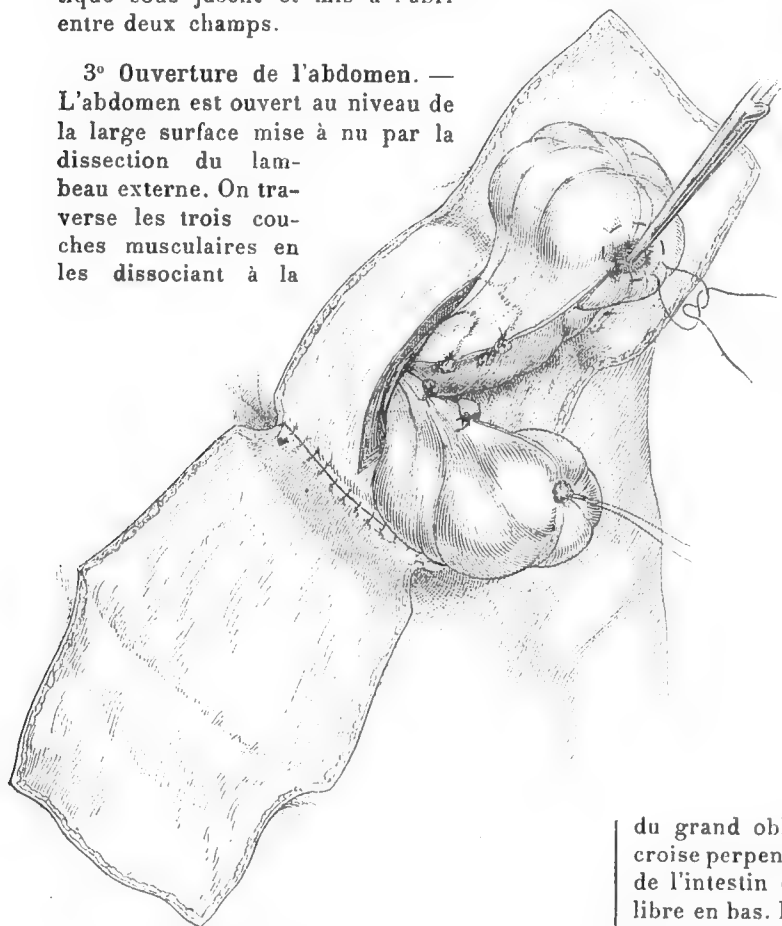 entre deux champs.
3º Ouverture de l'abdomen. —
L'abdomen est ouvert au niveau de
la large surface mise à nu par la
dissection du lam-
beau externe. On tra-
verse les trois cou-
ches musculaires en
les dissociant à la
du grand ob
croise perpen
de l'intestin
libre en bas.